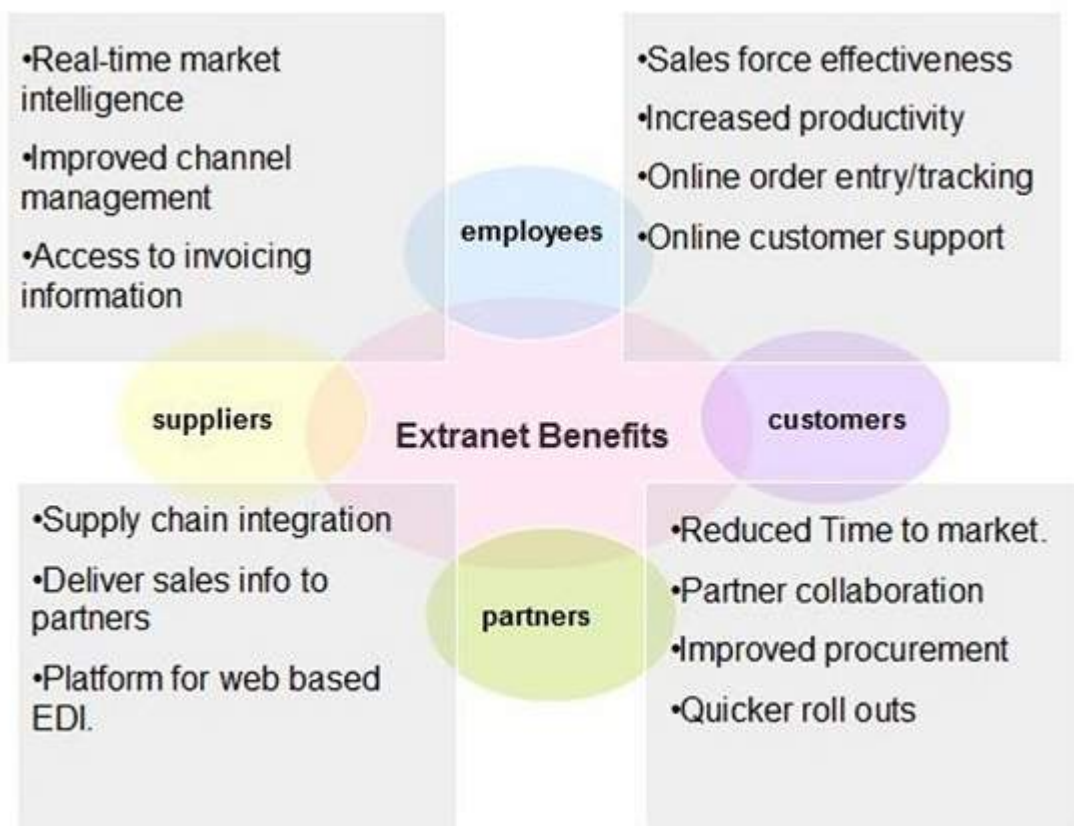 •Real-time market
intelligence
•Improved channel
management
•Access to invoicing
information
•Sales force effectiveness
•Increased productivity
•Online order entry/tracking
•Online customer support
employees
suppliers
Extranet Benefits
customers
partners
•Supply chain integration
•Deliver sales info to
partners
•Platform for web based
EDI.
•Reduced Time to market.
•Partner collaboration
•Improved procurement
•Quicker roll outs